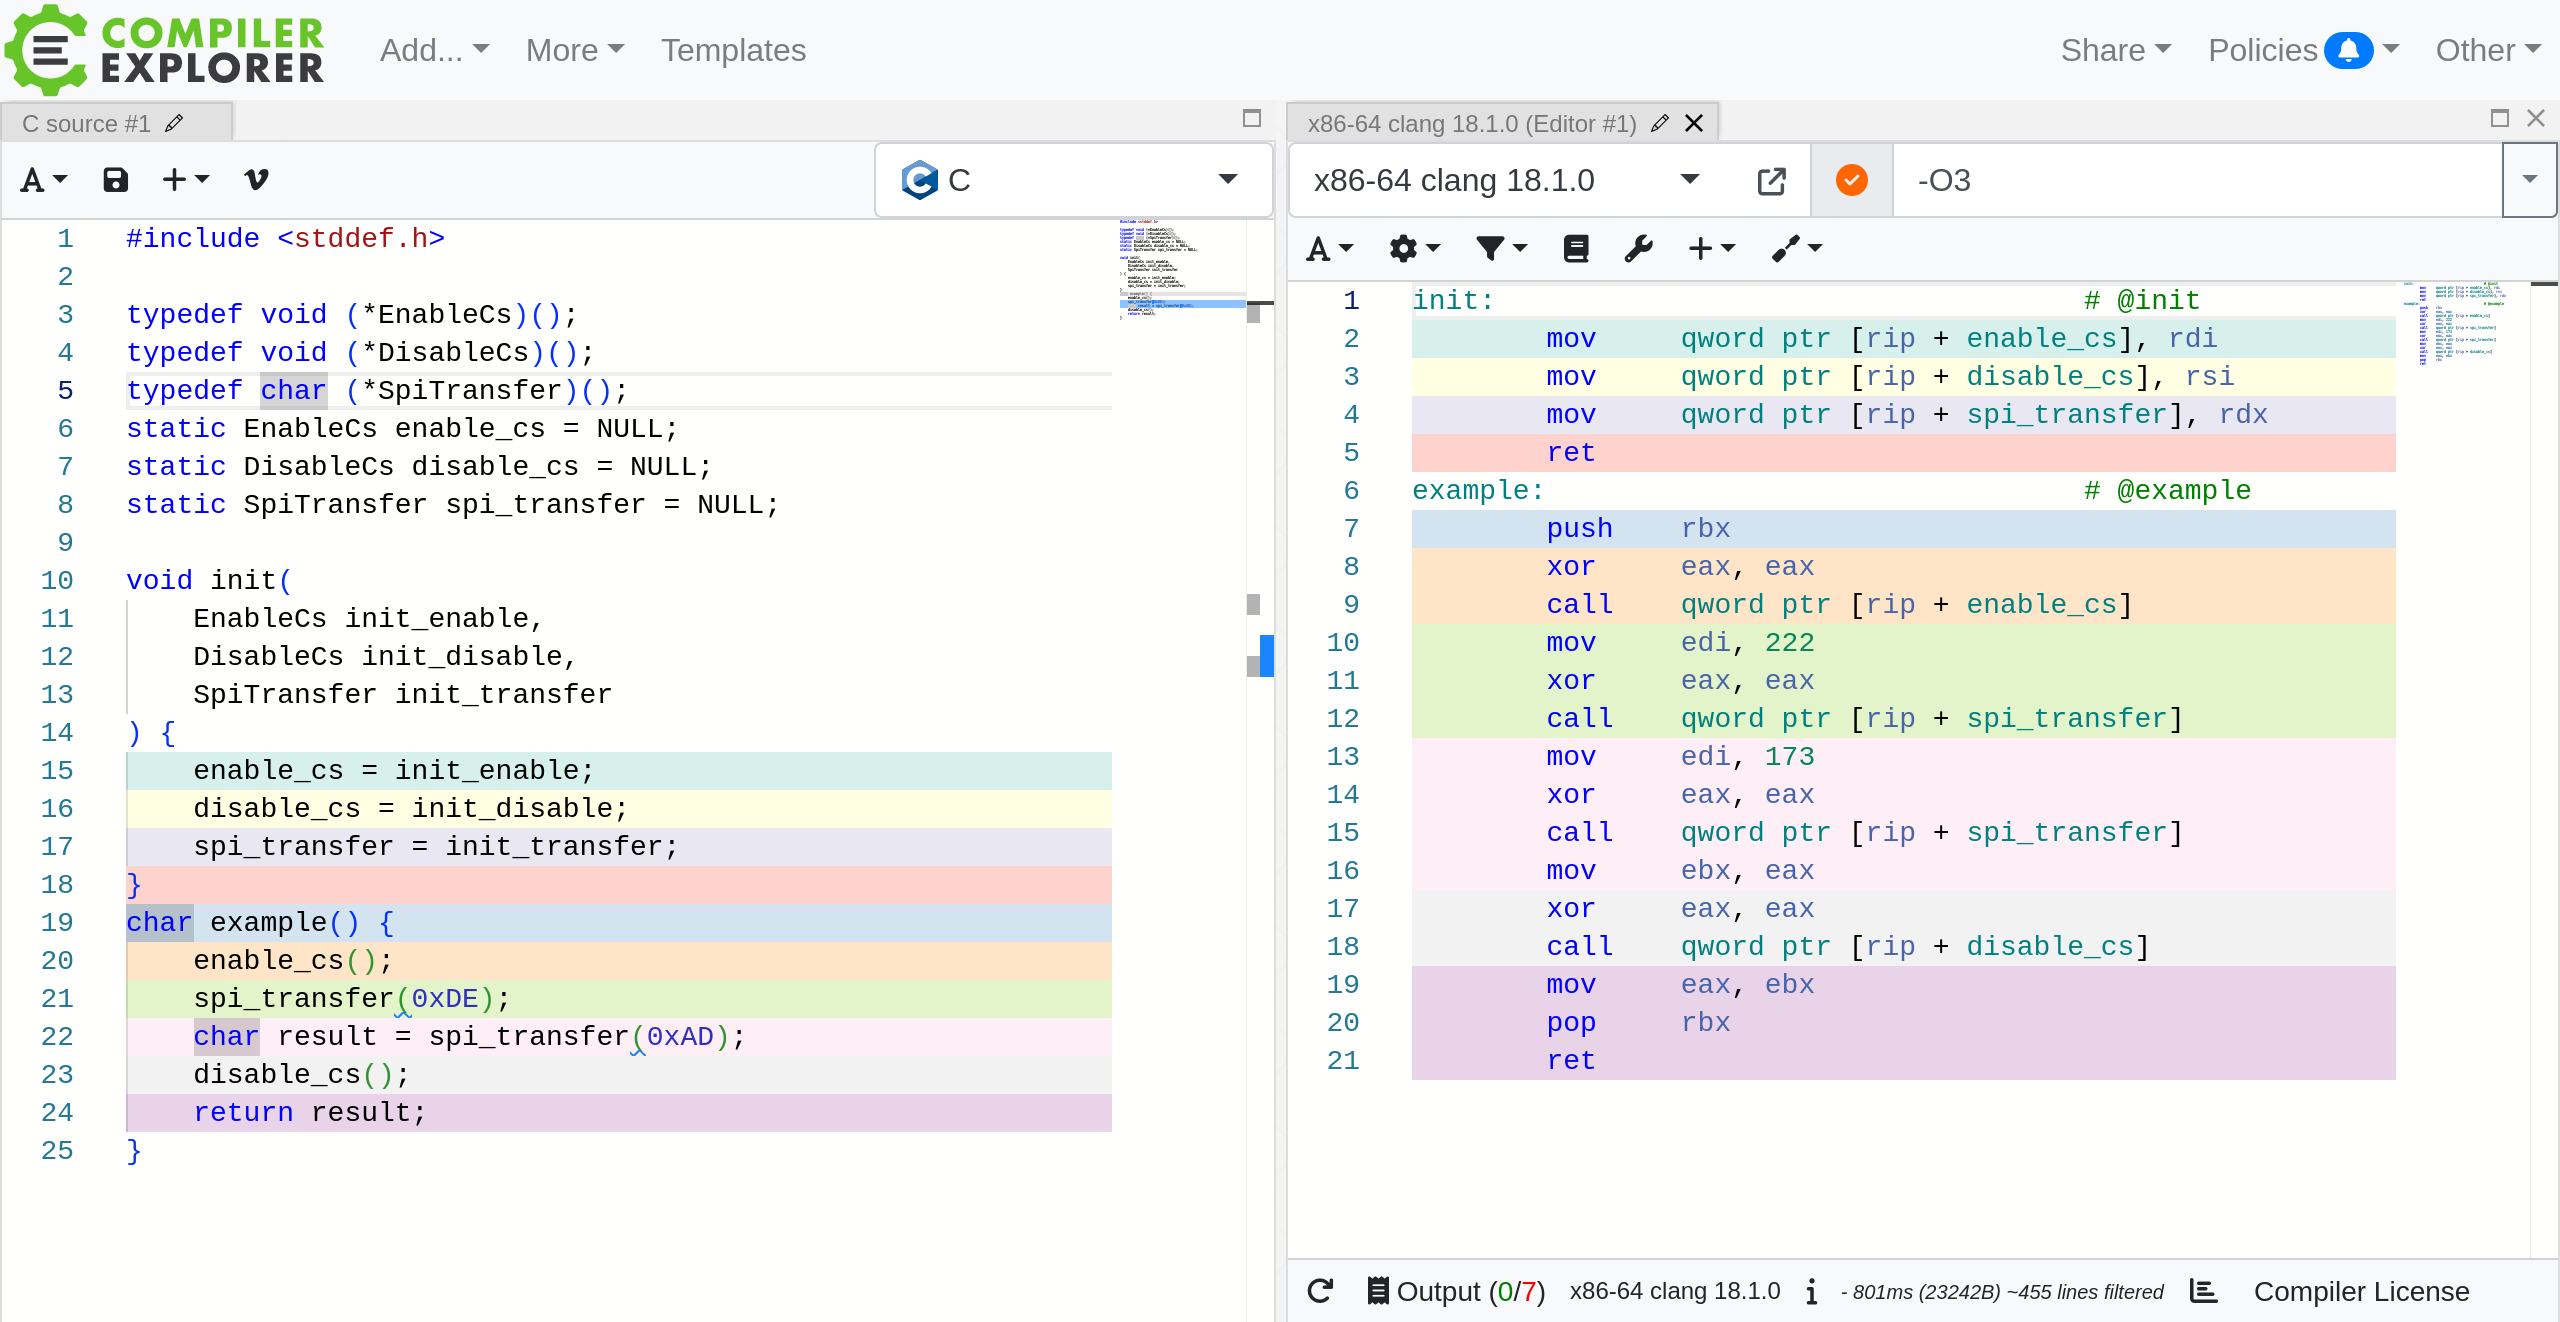 COMPILER
EXPLORER
Add... More Templates
Share Policies Other
C source #1
A C
1 #include <stddef.h>
2
3 typedef void (*EnableCs)();
4 typedef void (*DisableCs)();
5 typedef char (*SpiTransfer)();
6 static EnableCs enable_cs = NULL;
7 static DisableCs disable_cs = NULL;
8 static SpiTransfer spi_transfer = NULL;
9
10 void init(
11     EnableCs init_enable,
12     DisableCs init_disable,
13     SpiTransfer init_transfer
14 ) {
15     enable_cs = init_enable;
16     disable_cs = init_disable;
17     spi_transfer = init_transfer;
18 }
19 char example() {
20     enable_cs();
21     spi_transfer(0xDE);
22     char result = spi_transfer(0xAD);
23     disable_cs();
24     return result;
25 }
x86-64 clang 18.1.0 (Editor #1)
x86-64 clang 18.1.0 -O3
A
1 init: # @init
2         mov     qword ptr [rip + enable_cs], rdi
3         mov     qword ptr [rip + disable_cs], rsi
4         mov     qword ptr [rip + spi_transfer], rdx
5         ret
6 example: # @example
7         push    rbx
8         xor     eax, eax
9         call    qword ptr [rip + enable_cs]
10         mov     edi, 222
11         xor     eax, eax
12         call    qword ptr [rip + spi_transfer]
13         mov     edi, 173
14         xor     eax, eax
15         call    qword ptr [rip + spi_transfer]
16         mov     ebx, eax
17         xor     eax, eax
18         call    qword ptr [rip + disable_cs]
19         mov     eax, ebx
20         pop     rbx
21         ret
Output (0/7) x86-64 clang 18.1.0 i - 801ms (23242B) ~455 lines filtered Compiler License